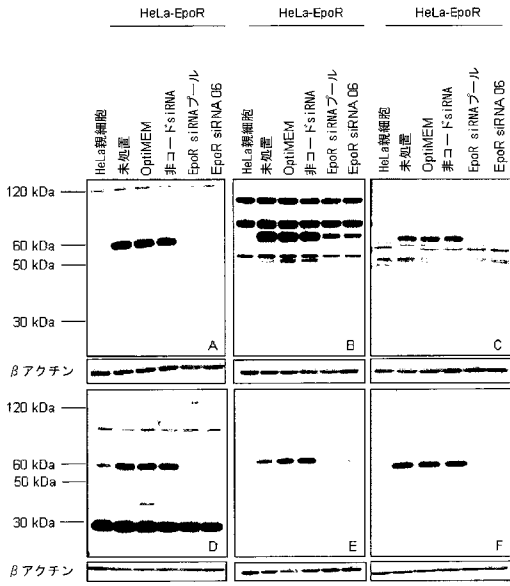 HeLa-EpoR HeLa-EpoR HeLa-EpoR
HeLa親細胞 未処置 OptiMEM 非コードsiRNA EpoR siRNAプール EpoR siRNA 06
HeLa親細胞 未処置 OptiMEM 非コードsiRNA EpoR siRNAプール EpoR siRNA 06
HeLa親細胞 未処置 OptiMEM 非コードsiRNA EpoR siRNAプール EpoR siRNA 06
120 kDa
60 kDa
50 kDa
30 kDa
A B C
βアクチン
120 kDa
60 kDa
50 kDa
30 kDa
D E F
βアクチン